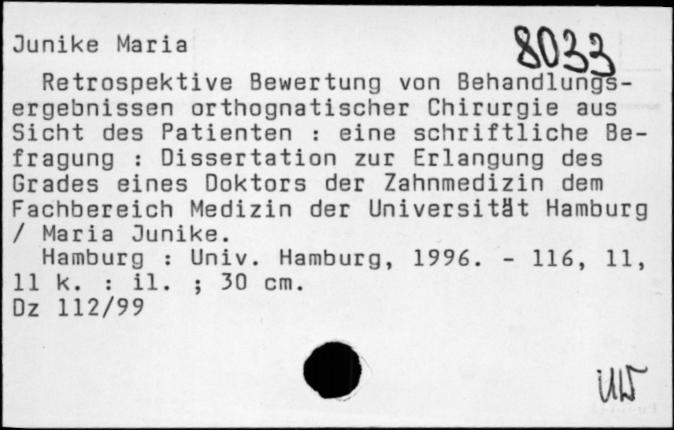 Junike Maria
8033
Retrospektive Bewertung von Behandlungs-
ergebnissen orthognatischer Chirurgie aus
Sicht des Patienten : eine schriftliche Be-
fragung : Dissertation zur Erlangung des
Grades eines Doktors der Zahnmedizin dem
Fachbereich Medizin der Universität Hamburg
/ Maria Junike.
Hamburg : Univ. Hamburg, 1996. - 116, 11,
11 k. : il. ; 30 cm.
Dz 112/99
UW